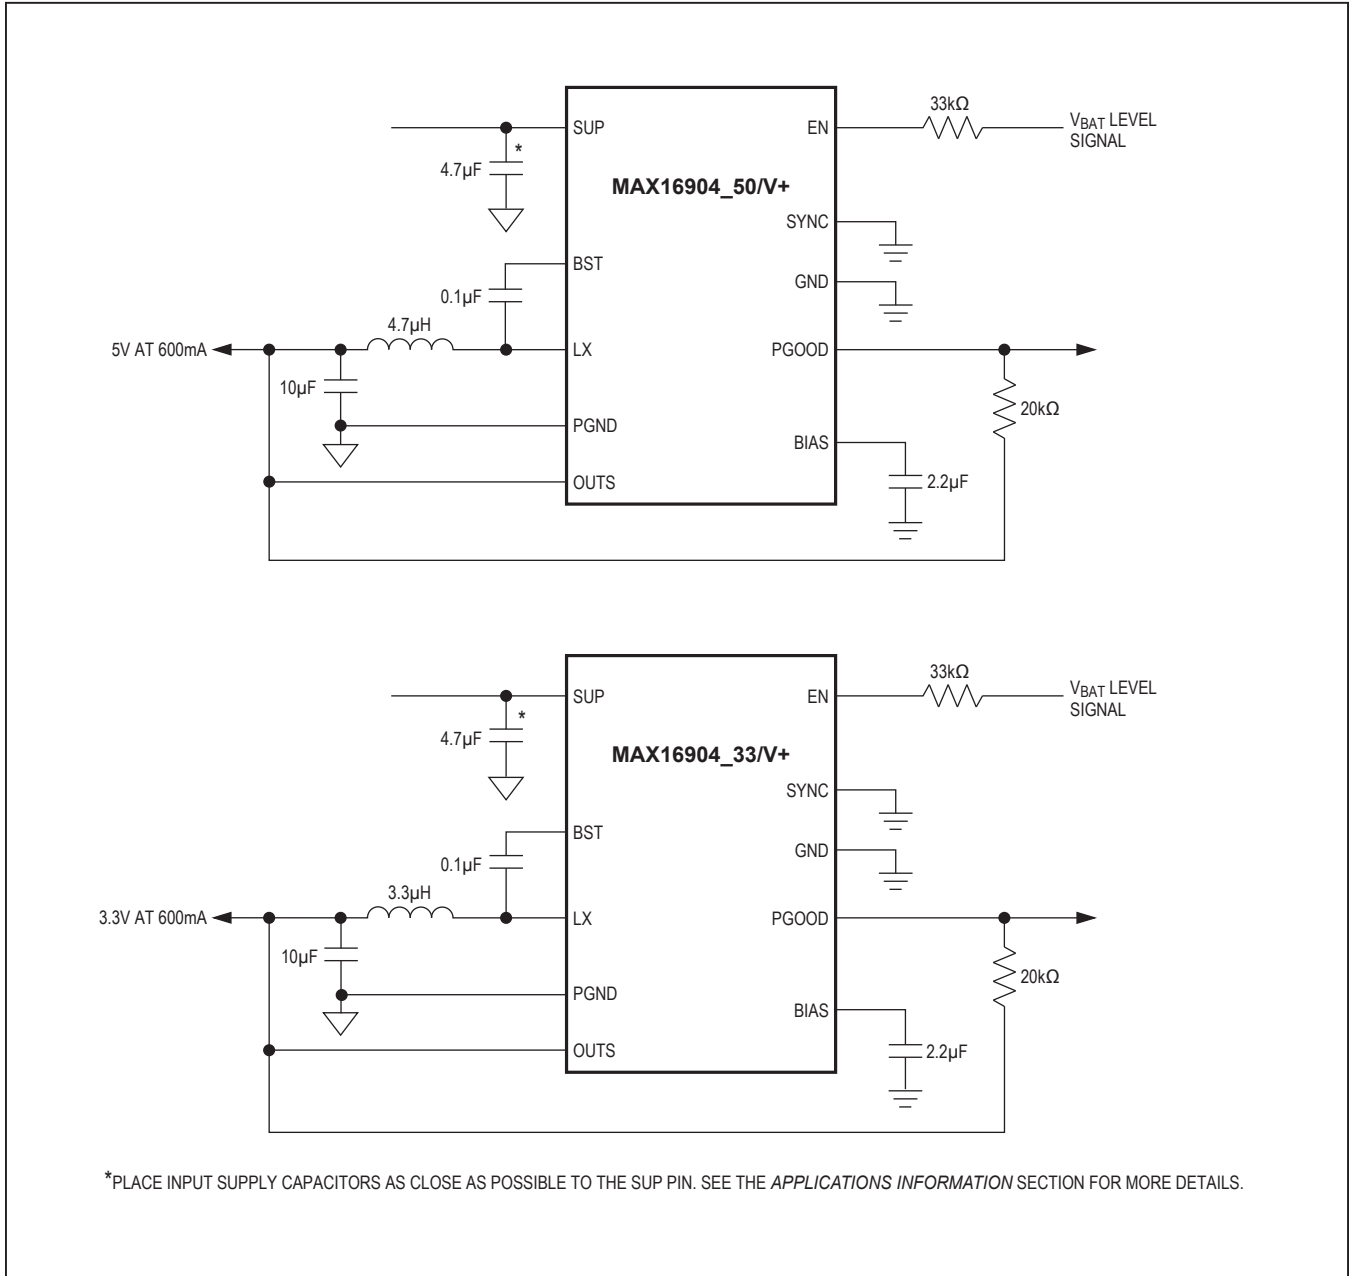 33kΩ
SUP
EN
VBAT LEVEL
SIGNAL
*
4.7µF
MAX16904_50/V+
SYNC
BST
GND
0.1µF
4.7µH
5V AT 600mA
LX
PGOOD
10µF
20kΩ
PGND
BIAS
OUTS
2.2µF
33kΩ
SUP
EN
VBAT LEVEL
SIGNAL
*
4.7µF
MAX16904_33/V+
SYNC
BST
GND
0.1µF
3.3µH
3.3V AT 600mA
LX
PGOOD
10µF
20kΩ
PGND
BIAS
OUTS
2.2µF
*PLACE INPUT SUPPLY CAPACITORS AS CLOSE AS POSSIBLE TO THE SUP PIN. SEE THE APPLICATIONS INFORMATION SECTION FOR MORE DETAILS.